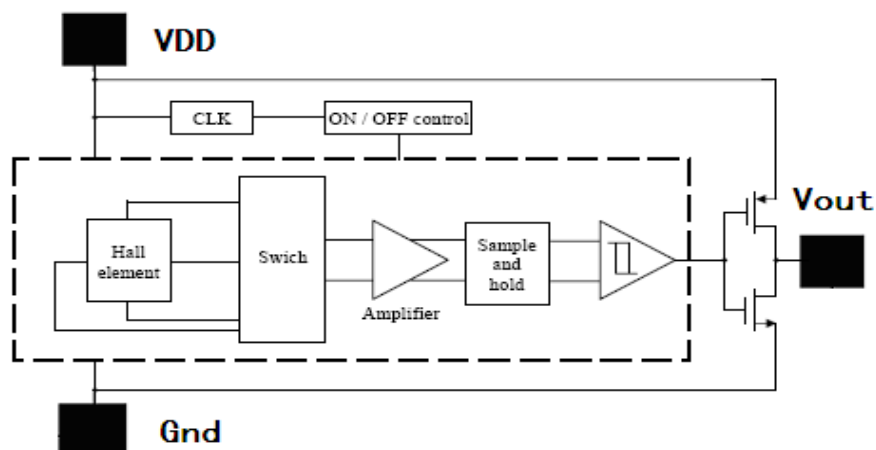 VDD
CLK
ON / OFF control
Vout
Hall
element
Swich
Amplifier
Sample
and
hold
Gnd